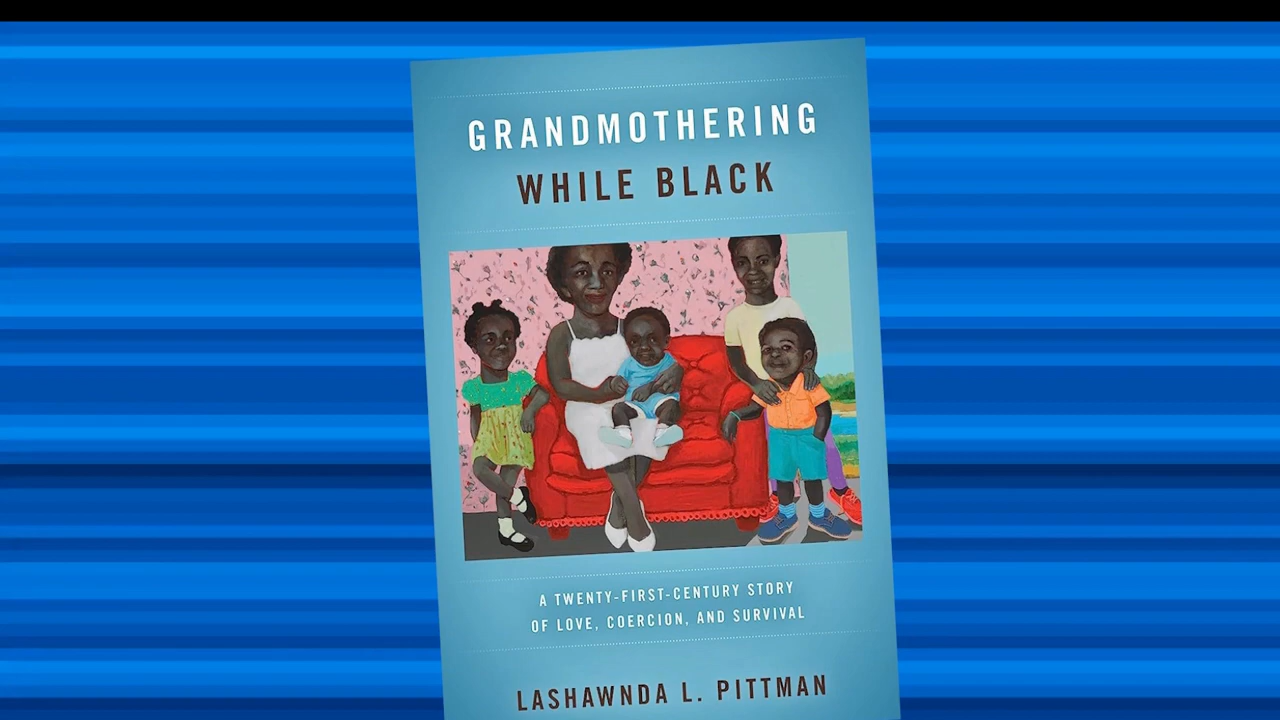 GRANDMOTHERING
WHILE BLACK
A TWENTY-FIRST-CENTURY STORY
OF LOVE, COERCION, AND SURVIVAL
LASHAWNDA L. PITTMAN